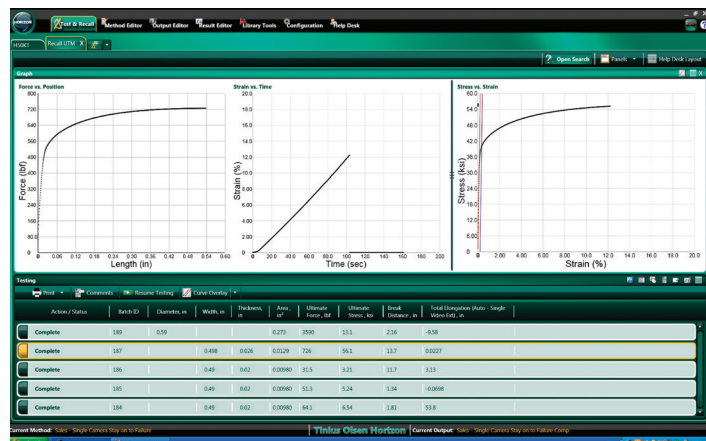 HORIZON
Test & Recall Method Editor Output Editor Result Editor Library Tools Configuration Help Desk
H50KT Recall UTM X
? Open Search Panels Help Desk Layout
Graph
Force vs. Position Strain vs. Time Stress vs. Strain
800 20.0 60.0
720 18.0 54.0
640 16.0 48.0
560 14.0 42.0
480 12.0 36.0
400 10.0 30.0
320 8.00 24.0
240 6.00 18.0
160 4.00 12.0
80.0 2.00 6.00
0 0 0
Force (lbf) Strain (%) Stress (ksi)
0 0.06 0.12 0.18 0.24 0.30 0.36 0.42 0.48 0.54 0.60
0 20 40 60 80 100 120 140 160 180 200
0 2.00 4.00 6.00 8.00 10.0 12.0 14.0 16.0 18.0 20.0
Length (in) Time (sec) Strain (%)
Testing
Print Comments Resume Testing Curve Overlay
Action / Status Batch ID Diameter, in Width, in Thickness, in Area, in² Ultimate Force, lbf Ultimate Stress, ksi Break Distance, in Total Elongation (Auto - Single Video Ext), in
Complete 189 0.59 0.273 3590 13.1 2.16 -6.58
Complete 187 0.498 0.026 0.0129 726 56.1 13.7 0.0227
Complete 186 0.49 0.02 0.00980 31.5 3.21 11.7 3.13
Complete 185 0.49 0.02 0.00980 51.3 5.24 1.34 -0.0698
Complete 184 0.49 0.02 0.00980 64.1 6.54 1.81 53.8
Current Method: Sales - Single Camera Stay on to Failure Tinius Olsen Horizon Current Output: Sales - Single Camera Stay on to Failure Comp